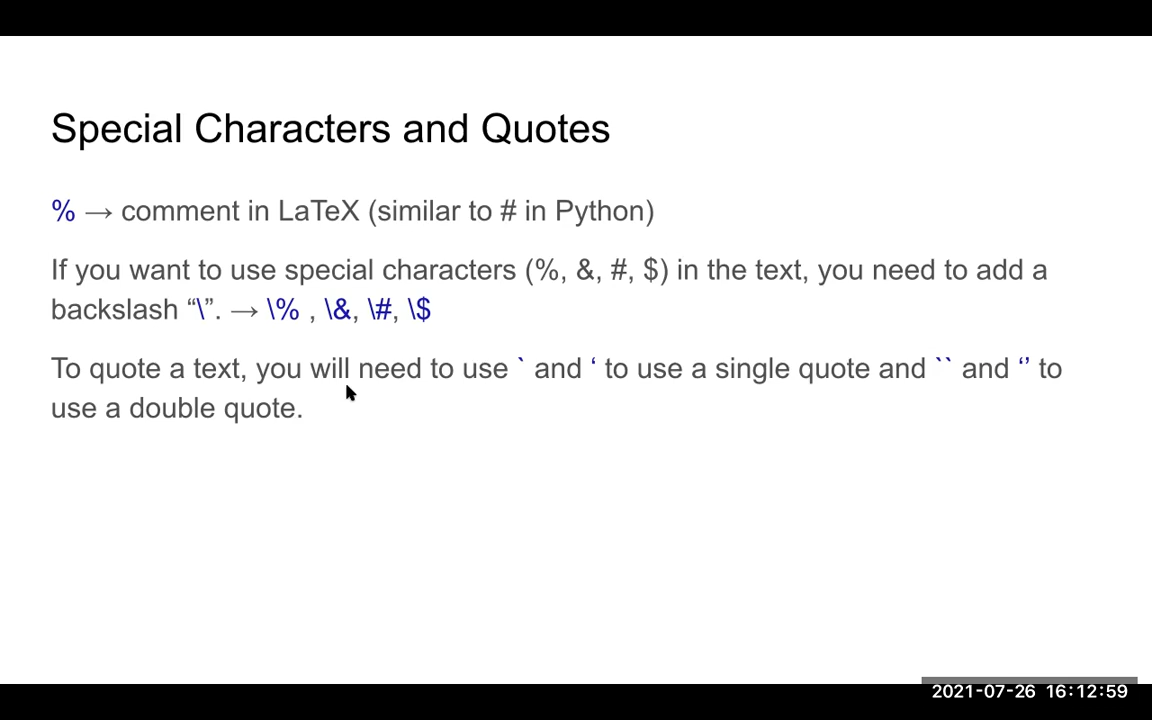 Special Characters and Quotes
% → comment in LaTeX (similar to # in Python)
If you want to use special characters (%, &, #, $) in the text, you need to add a
backslash “\”. → \% , \&, \#, \$
To quote a text, you will need to use ` and ‘ to use a single quote and `` and ‘’ to
use a double quote.
2021-07-26 16:12:59